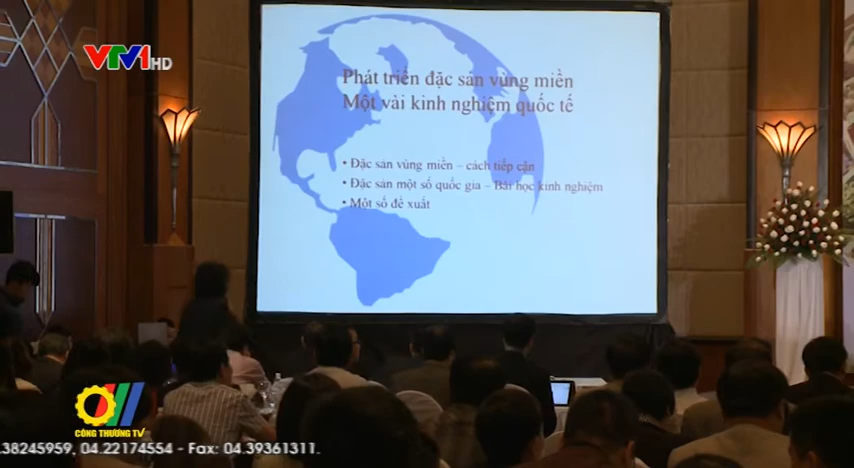 VTV1 HD
Phát triển đặc sản vùng miền
Một vài kinh nghiệm quốc tế
• Đặc sản vùng miền – cách tiếp cận
• Đặc sản một số quốc gia – Bài học kinh nghiệm
• Một số đề xuất
CÔNG THƯƠNG TV
.38245959, 04.22174554 - Fax: 04.39361311.